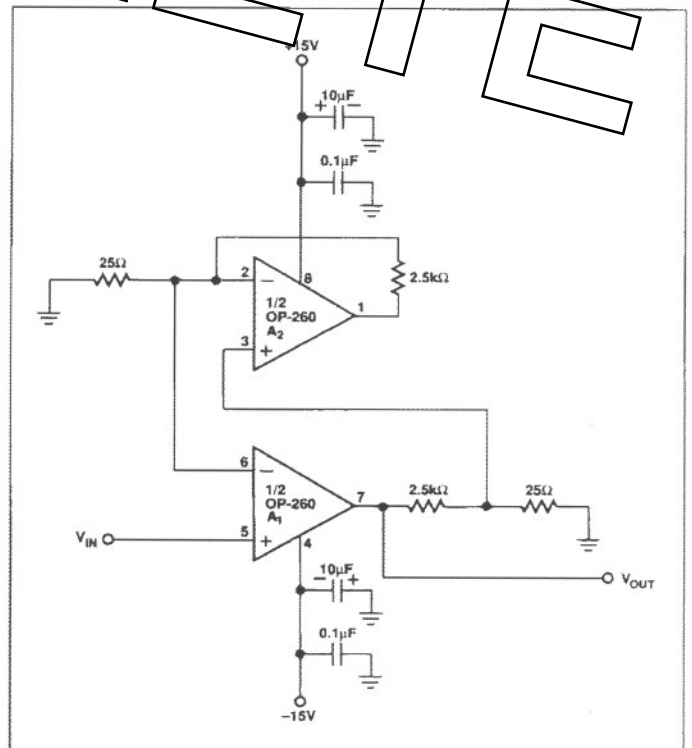 +15V
+ 10µF −
0.1µF
25Ω
2
−
8
2.5kΩ
1/2
OP-260
A2
1
3
+
6
−
1/2
OP-260
A1
7
2.5kΩ
25Ω
VIN
5
+
4
VOUT
− 10µF +
0.1µF
−15V